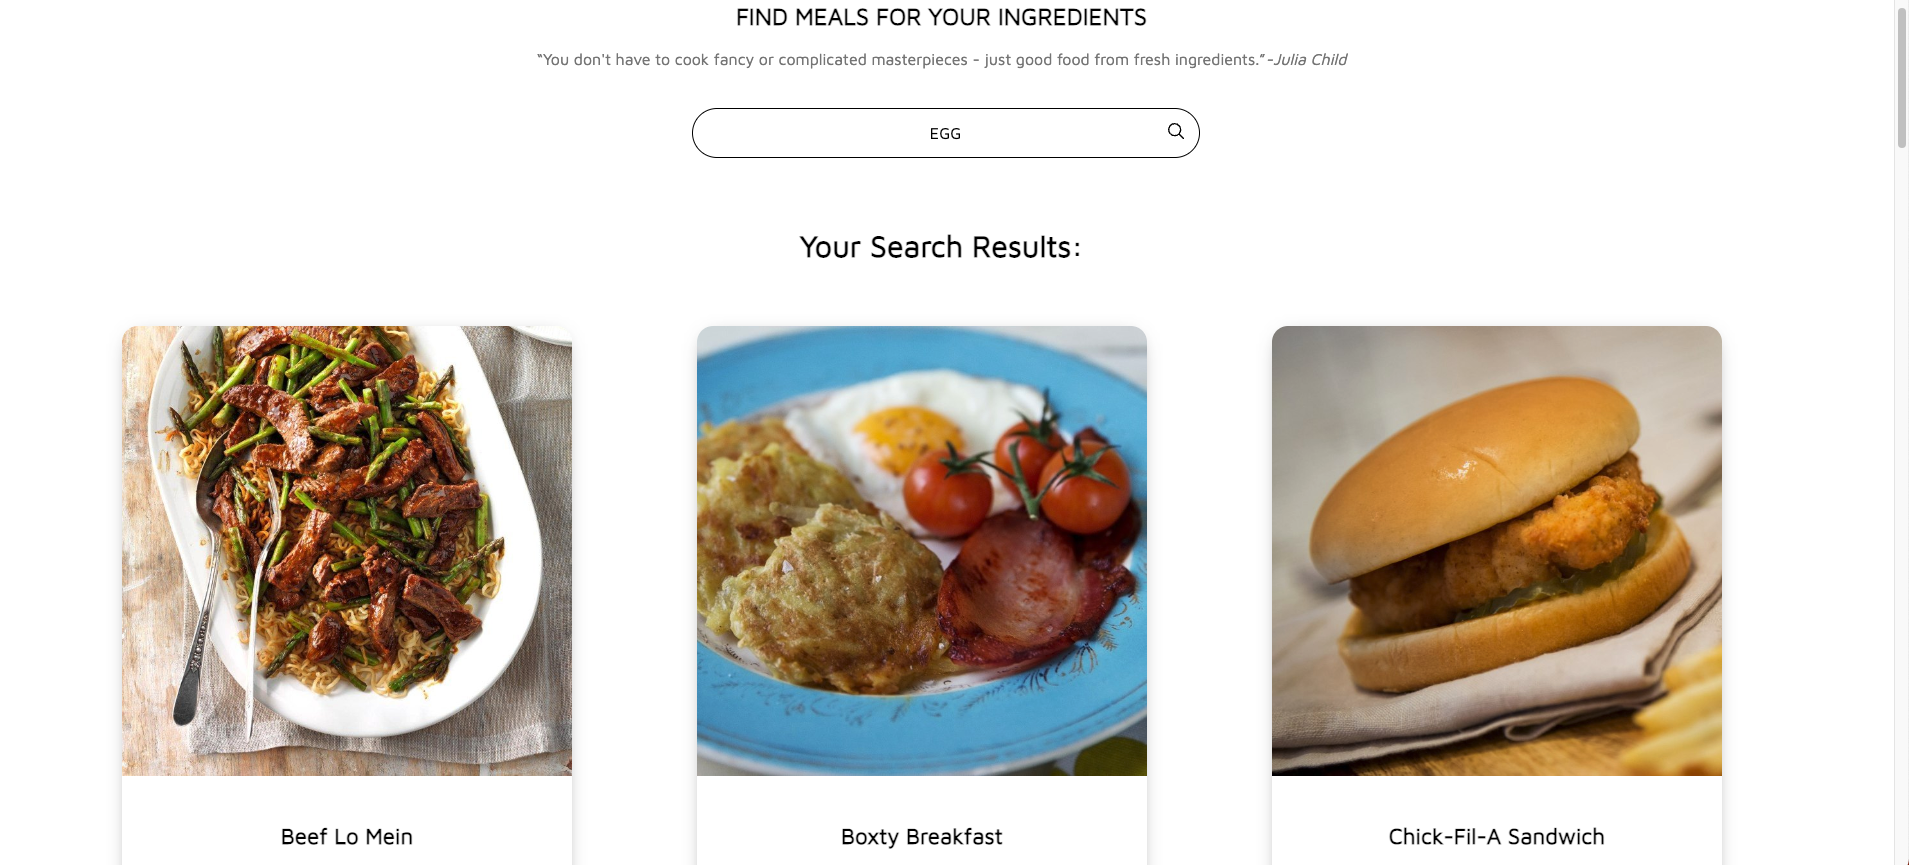 FIND MEALS FOR YOUR INGREDIENTS
“You don't have to cook fancy or complicated masterpieces - just good food from fresh ingredients.” -Julia Child
EGG
Your Search Results:
Beef Lo Mein
Boxty Breakfast
Chick-Fil-A Sandwich